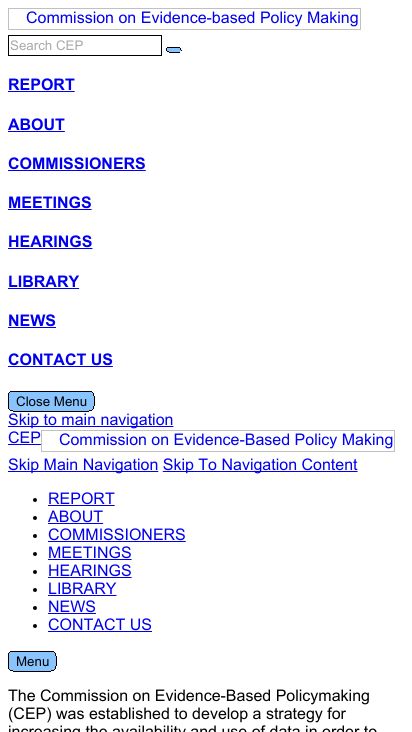 Commission on Evidence-based Policy Making
Search CEP
REPORT
ABOUT
COMMISSIONERS
MEETINGS
HEARINGS
LIBRARY
NEWS
CONTACT US
Close Menu
Skip to main navigation
CEP Commission on Evidence-Based Policy Making
Skip Main Navigation Skip To Navigation Content
REPORT
ABOUT
COMMISSIONERS
MEETINGS
HEARINGS
LIBRARY
NEWS
CONTACT US
Menu
The Commission on Evidence-Based Policymaking
(CEP) was established to develop a strategy for
increasing the availability and use of data in order to